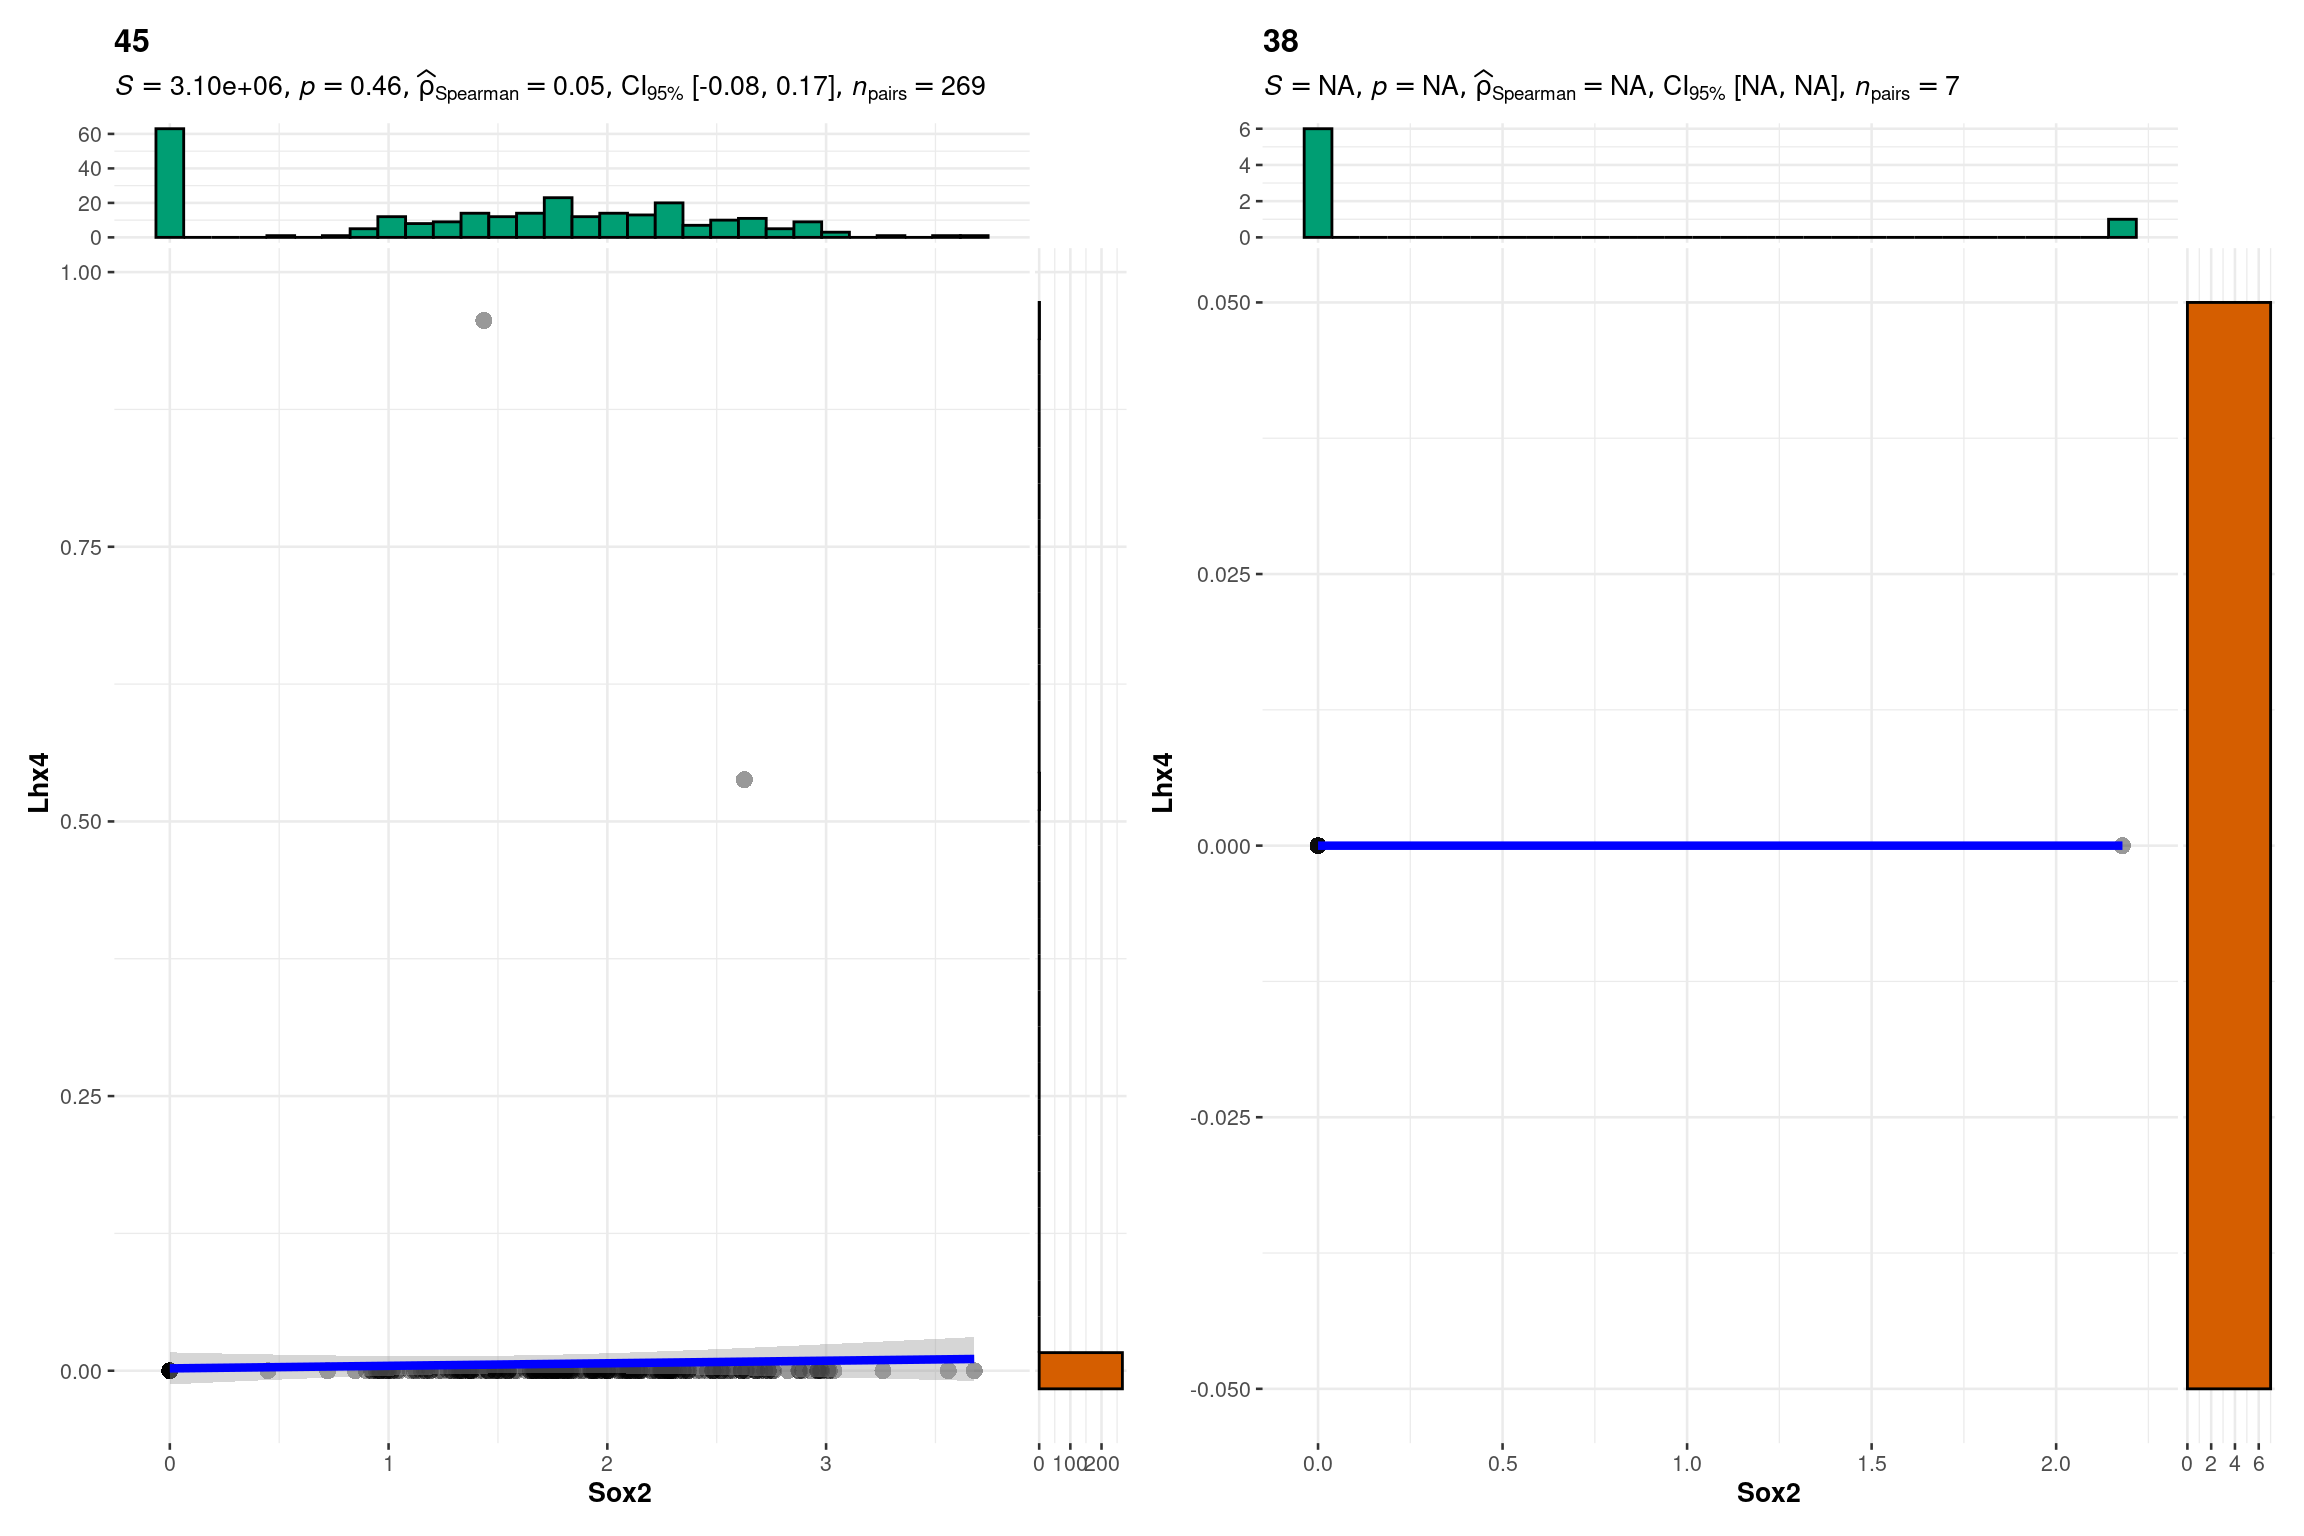 45
S = 3.10e+06, p = 0.46, ρ̂Spearman = 0.05, CI95% [-0.08, 0.17], npairs = 269
60
40
20
0
1.00
0.75
0.50
0.25
0.00
Lhx4
0 1 2 3
0 100 200
Sox2
38
S = NA, p = NA, ρ̂Spearman = NA, CI95% [NA, NA], npairs = 7
6
4
2
0
0.050
0.025
0.000
-0.025
-0.050
Lhx4
0.0 0.5 1.0 1.5 2.0
0 2 4 6
Sox2